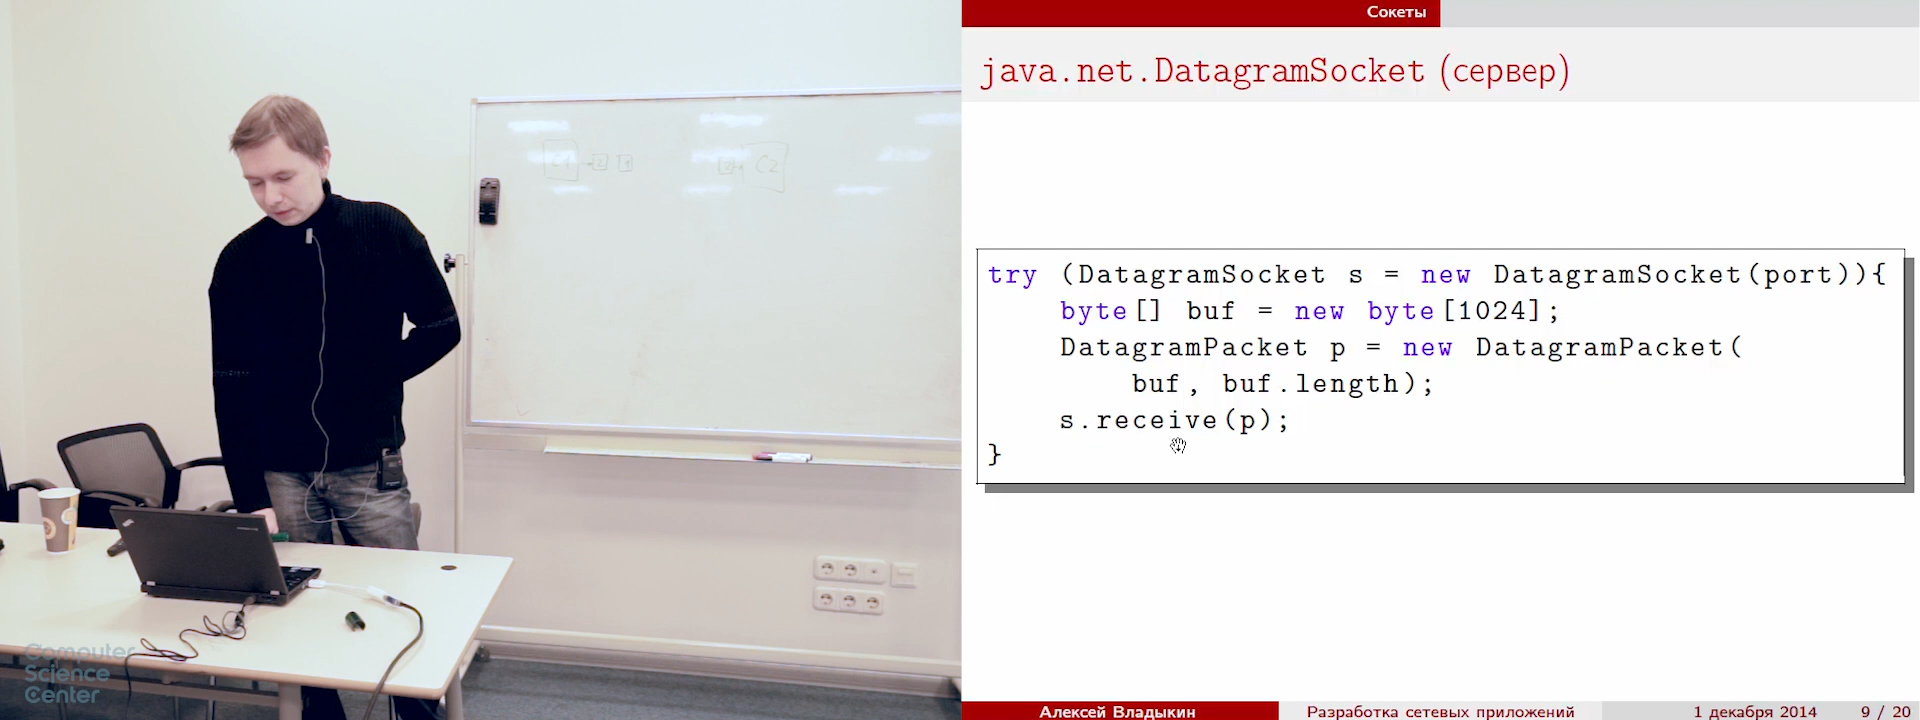 Сокеты
java.net.DatagramSocket (сервер)
try (DatagramSocket s = new DatagramSocket(port)){
byte[] buf = new byte[1024];
DatagramPacket p = new DatagramPacket(
buf, buf.length);
s.receive(p);
}
Алексей Владыкин
Разработка сетевых приложений
1 декабря 2014
9 / 20
C2
Computer
Science
Center